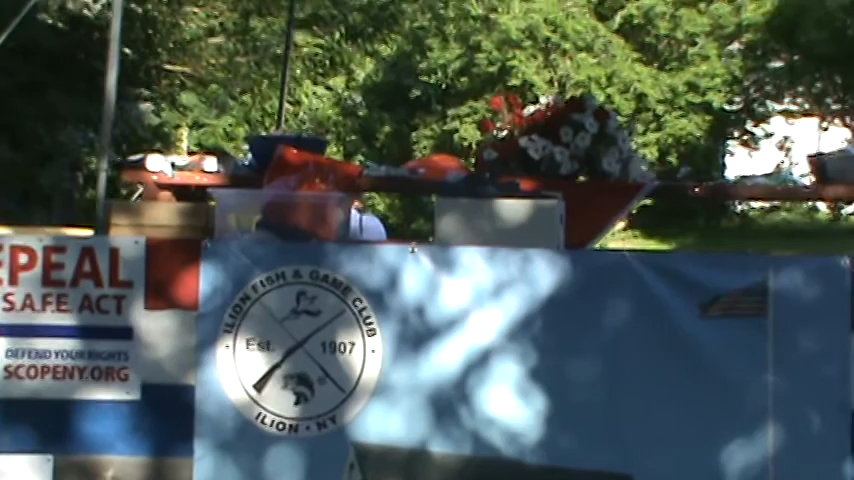 EPEAL
S.A.F.E. ACT
DEFEND YOUR RIGHTS
SCOPENY.ORG
ILION FISH & GAME CLUB
Est. 1907
ILION • NY